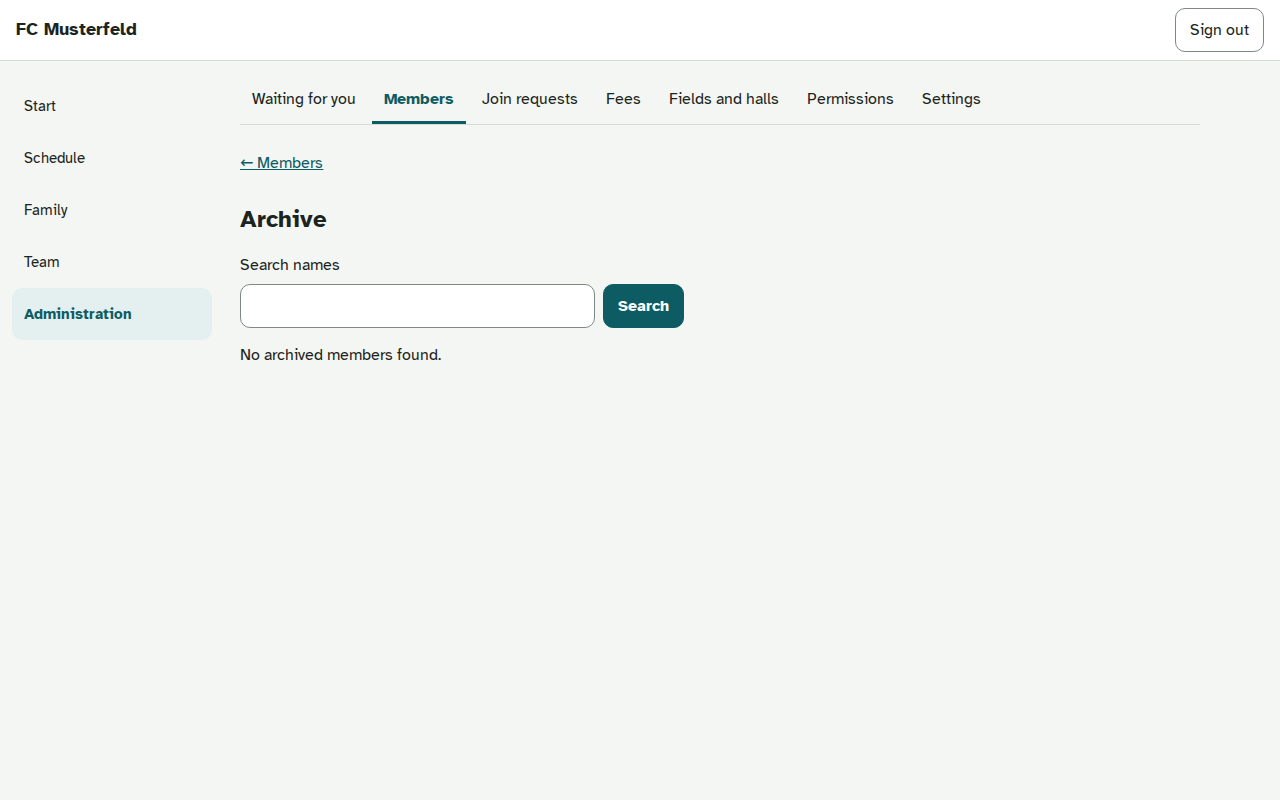 FC Musterfeld
Sign out
Start
Schedule
Family
Team
Administration
Waiting for you Members Join requests Fees Fields and halls Permissions Settings
← Members
Archive
Search names
Search
No archived members found.